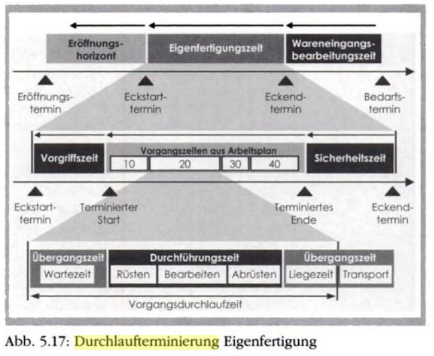 Eröffnungs-
horizont
Eigenfertigungszeit
Wareneingangs-
bearbeitungszeit
Eröffnungs-
termin
Eckstart-
termin
Eckend-
termin
Bedarfs-
termin
Vorgriffszeit
Vorgangszeiten aus Arbeitsplan
10 20 30 40
Sicherheitszeit
Eckstart-
termin
Terminierter
Start
Terminiertes
Ende
Eckend-
termin
Übergangszeit
Wartezeit
Durchführungszeit
Rüsten Bearbeiten Abrüsten
Übergangszeit
Liegezeit Transport
Vorgangsdurchlaufzeit
Abb. 5.17: Durchlaufterminierung Eigenfertigung